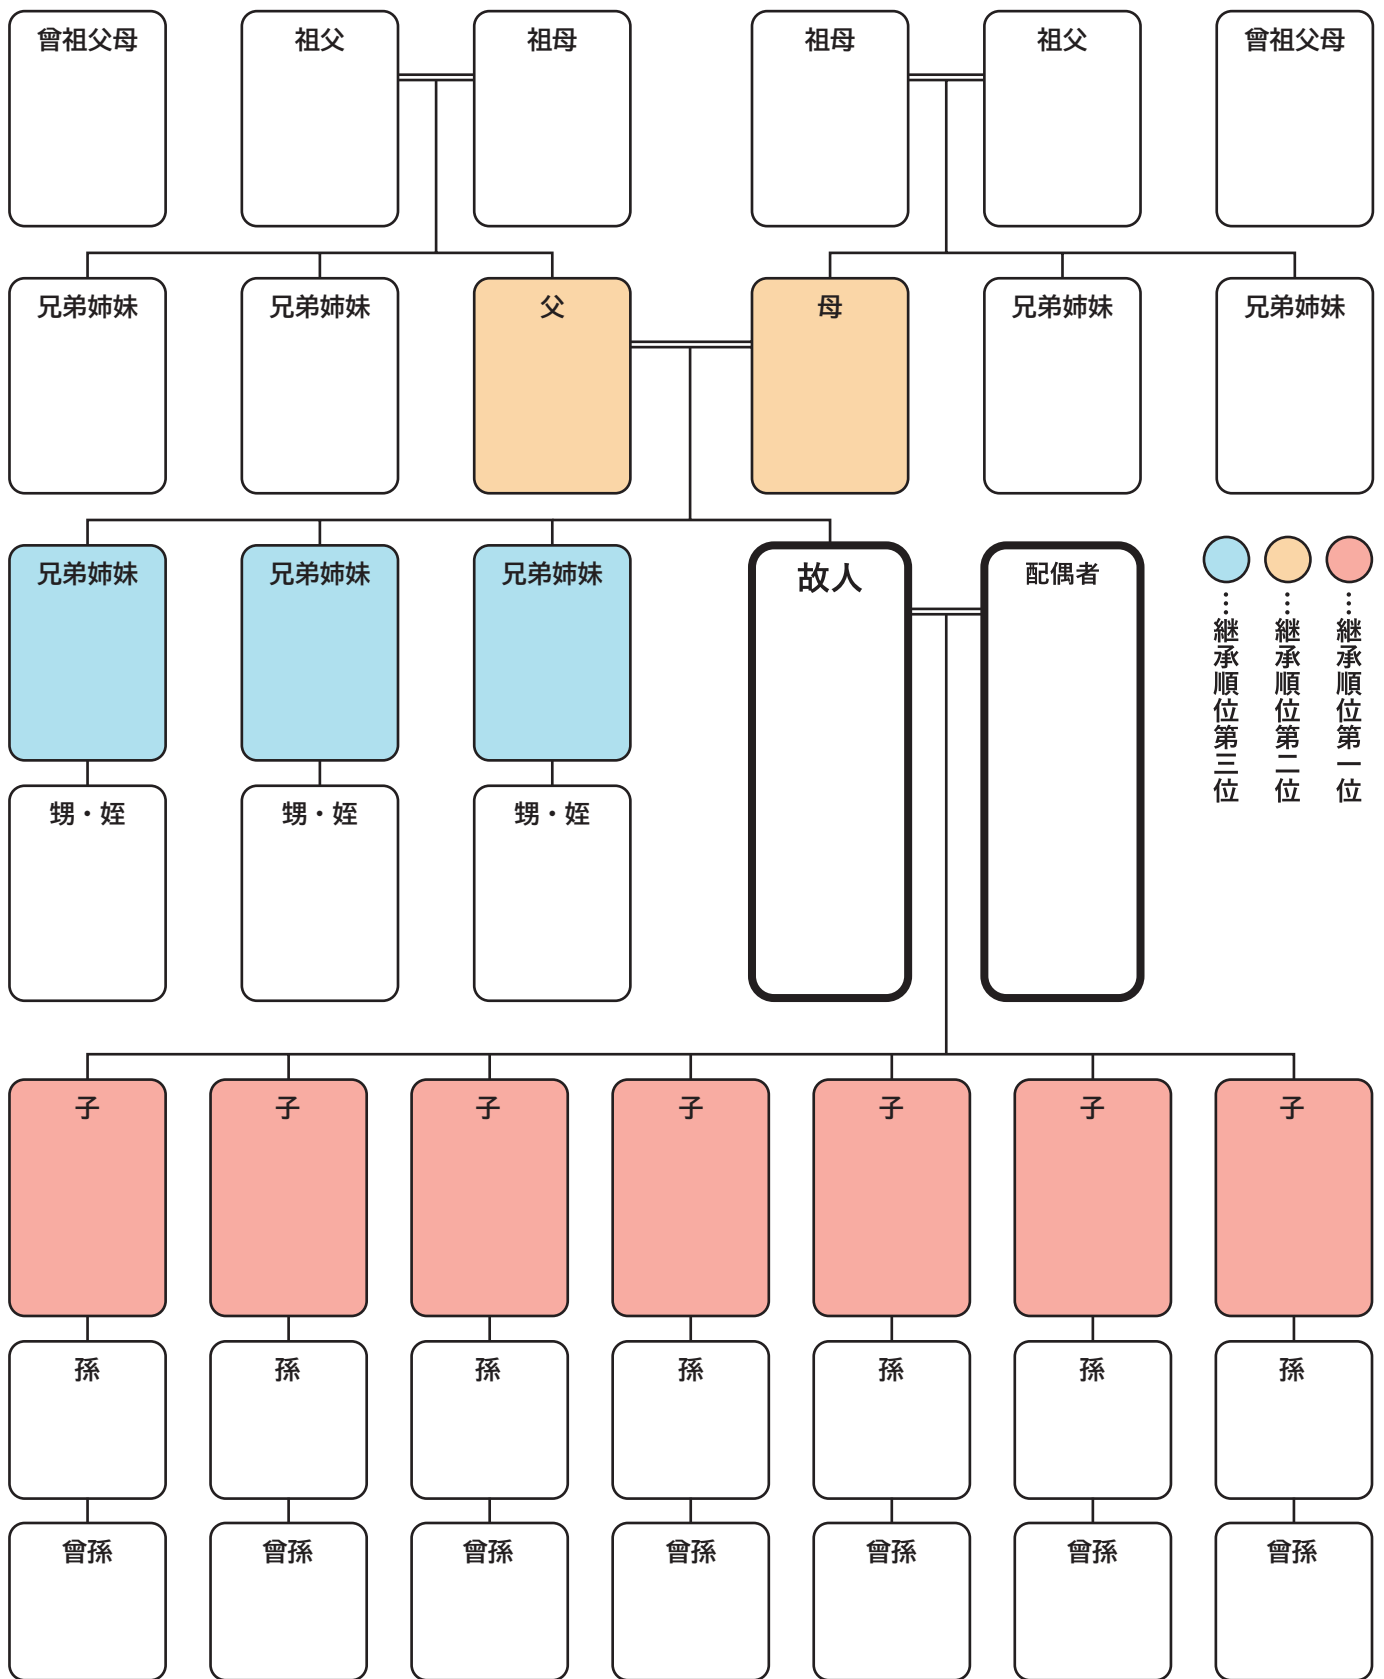 曾祖父母
祖父
祖母
祖母
祖父
曾祖父母
兄弟姉妹
兄弟姉妹
父
母
兄弟姉妹
兄弟姉妹
兄弟姉妹
兄弟姉妹
兄弟姉妹
故人
配偶者
…継承順位第一位
…継承順位第二位
…継承順位第三位
甥・姪
甥・姪
甥・姪
子
子
子
子
子
子
子
孫
孫
孫
孫
孫
孫
孫
曾孫
曾孫
曾孫
曾孫
曾孫
曾孫
曾孫